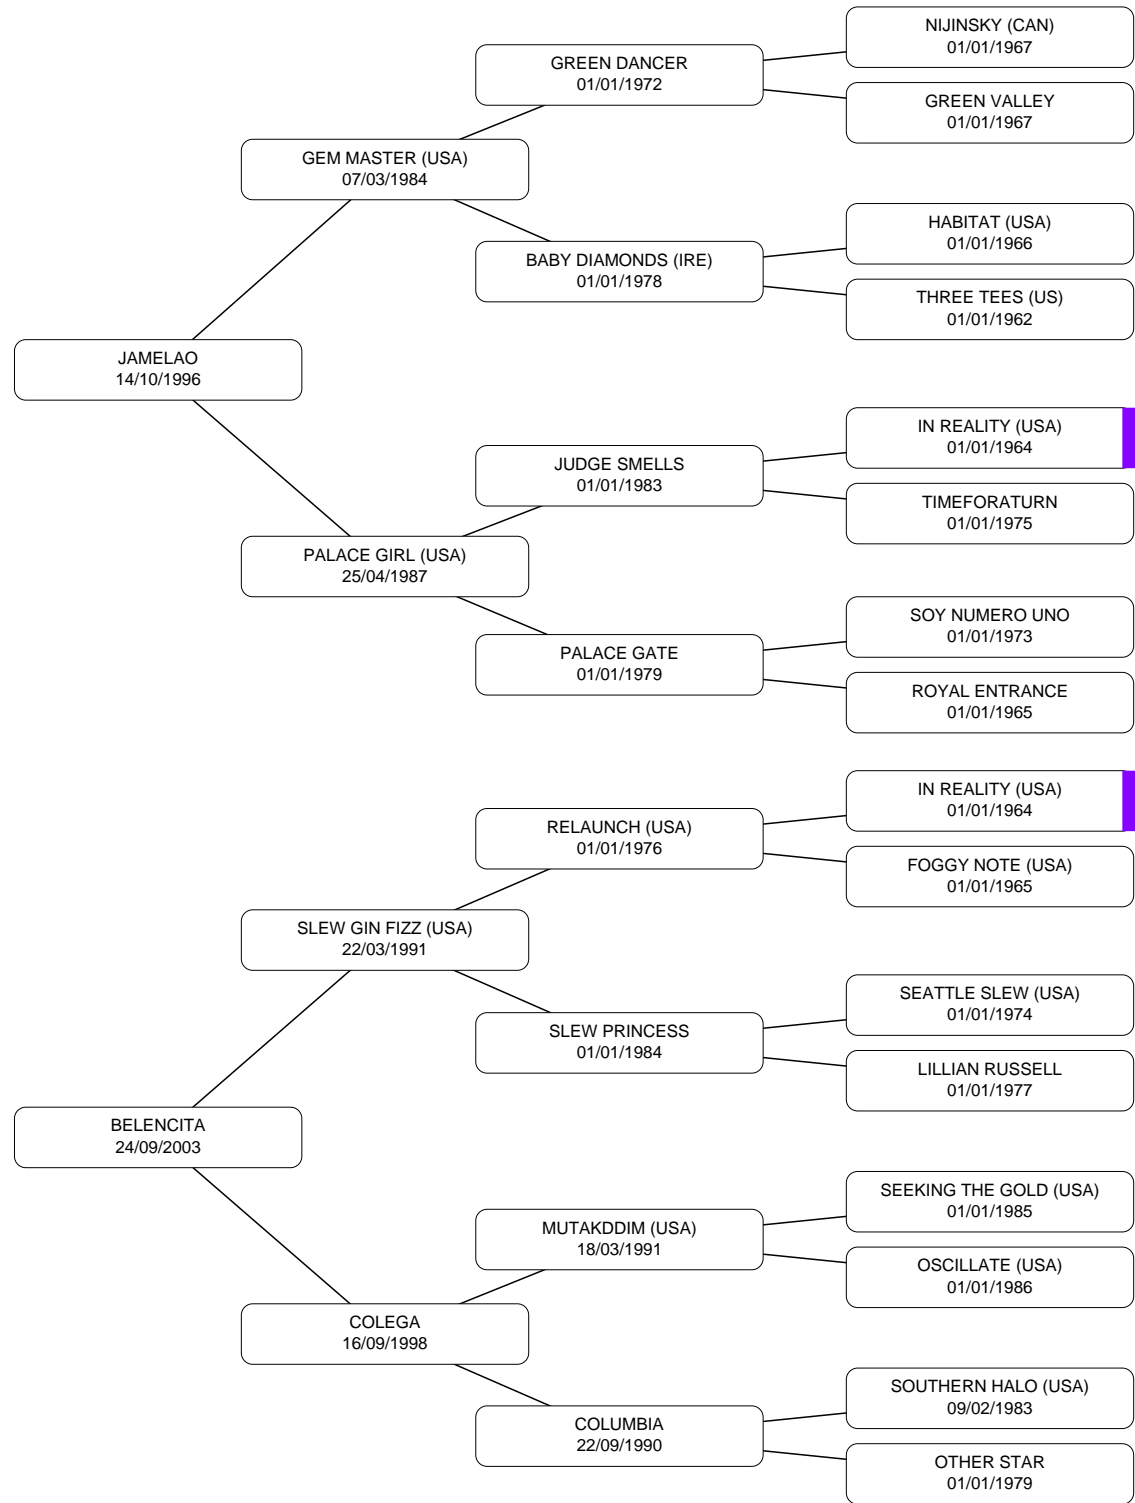 NIJINSKY (CAN)
01/01/1967
GREEN DANCER
01/01/1972
GREEN VALLEY
01/01/1967
GEM MASTER (USA)
07/03/1984
HABITAT (USA)
01/01/1966
BABY DIAMONDS (IRE)
01/01/1978
THREE TEES (US)
01/01/1962
JAMELAO
14/10/1996
IN REALITY (USA)
01/01/1964
JUDGE SMELLS
01/01/1983
TIMEFORATURN
01/01/1975
PALACE GIRL (USA)
25/04/1987
SOY NUMERO UNO
01/01/1973
PALACE GATE
01/01/1979
ROYAL ENTRANCE
01/01/1965
IN REALITY (USA)
01/01/1964
RELAUNCH (USA)
01/01/1976
FOGGY NOTE (USA)
01/01/1965
SLEW GIN FIZZ (USA)
22/03/1991
SEATTLE SLEW (USA)
01/01/1974
SLEW PRINCESS
01/01/1984
LILLIAN RUSSELL
01/01/1977
BELENCITA
24/09/2003
SEEKING THE GOLD (USA)
01/01/1985
MUTAKDDIM (USA)
18/03/1991
OSCILLATE (USA)
01/01/1986
COLEGA
16/09/1998
SOUTHERN HALO (USA)
09/02/1983
COLUMBIA
22/09/1990
OTHER STAR
01/01/1979